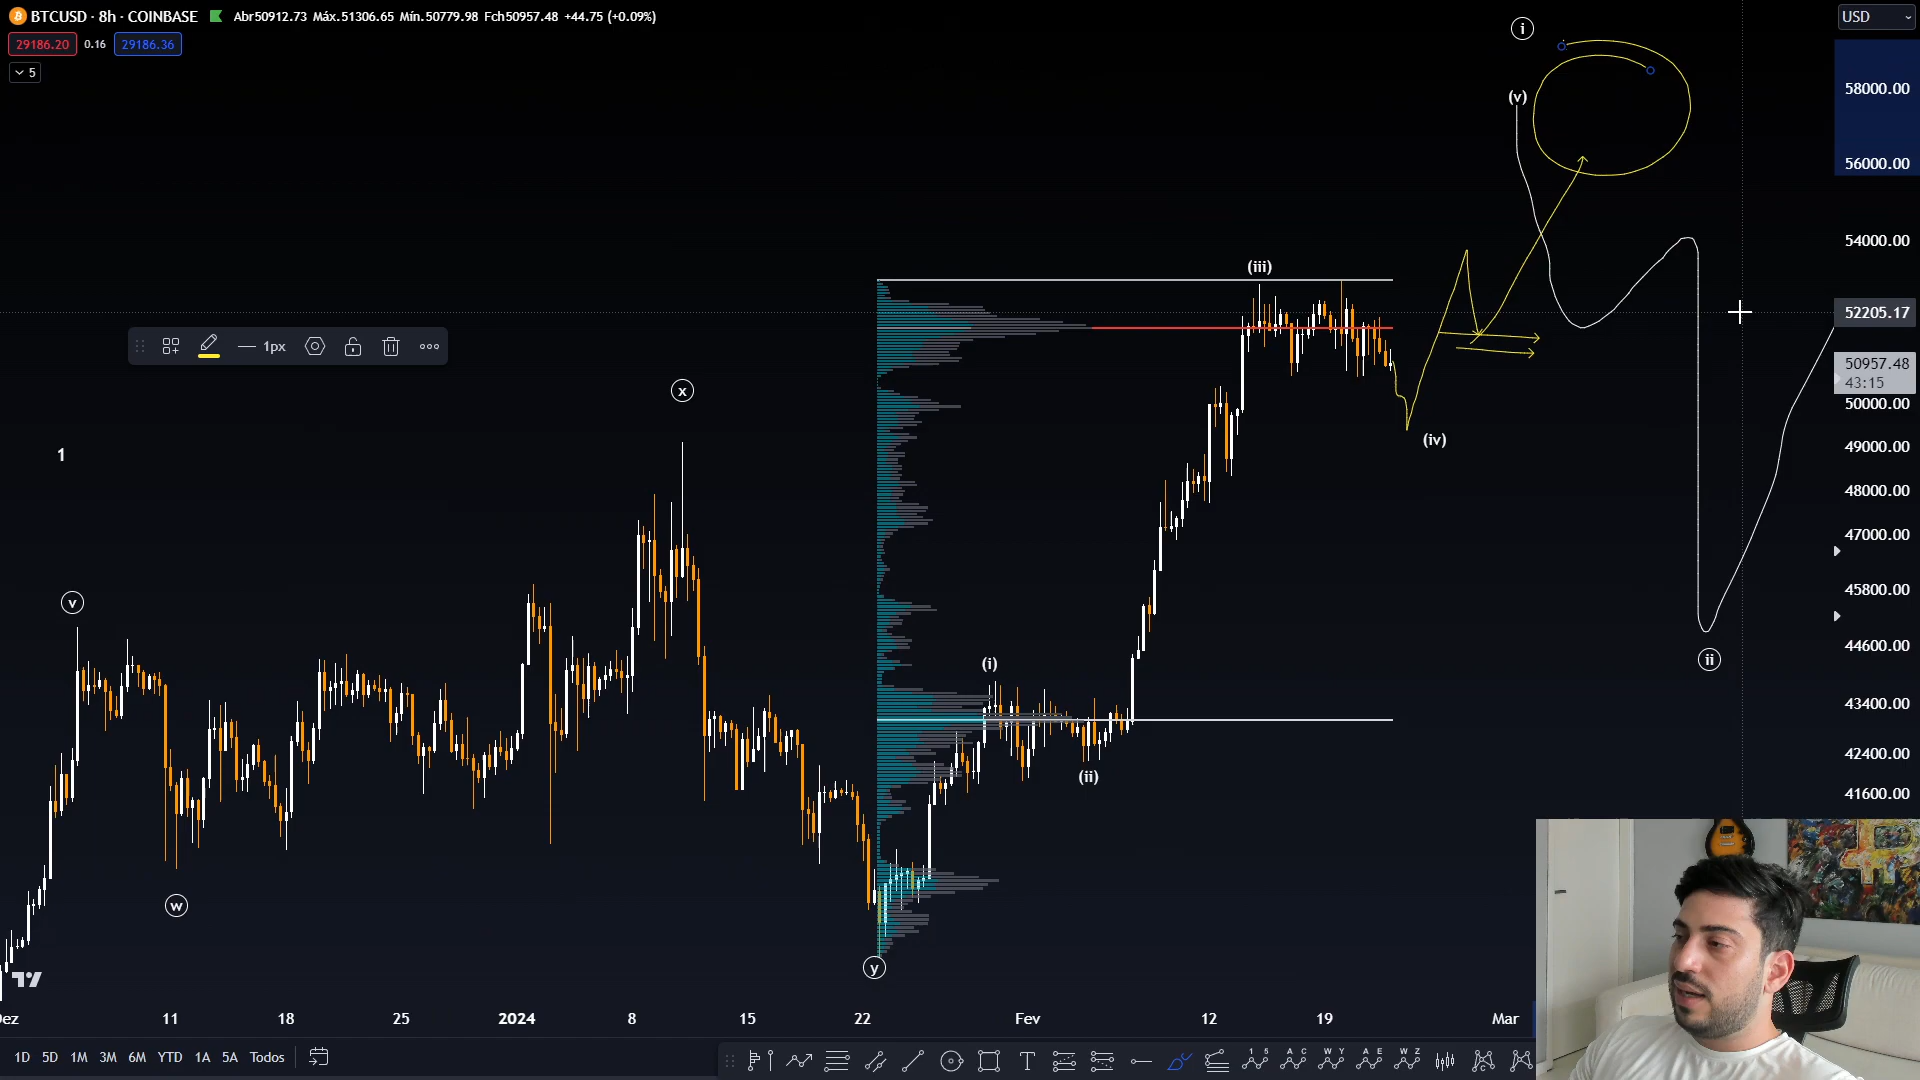 BTCUSD · 8h · COINBASE Abr50912.73 Máx.51306.65 Mín.50779.98 Fch50957.48 +44.75 (+0.09%)
USD
29186.20 0.16 29186.36
5
i
(v)
58000.00
56000.00
54000.00
52205.17
50957.48
43:15
50000.00
49000.00
48000.00
47000.00
45800.00
44600.00
43400.00
42400.00
41600.00
(iii)
1px
x
(iv)
1
v
(i)
ii
(ii)
w
y
Dez 11 18 25 2024 8 15 22 Fev 12 19 Mar
1D 5D 1M 3M 6M YTD 1A 5A Todos
T
1 5
A C
W Y
A E
W Z